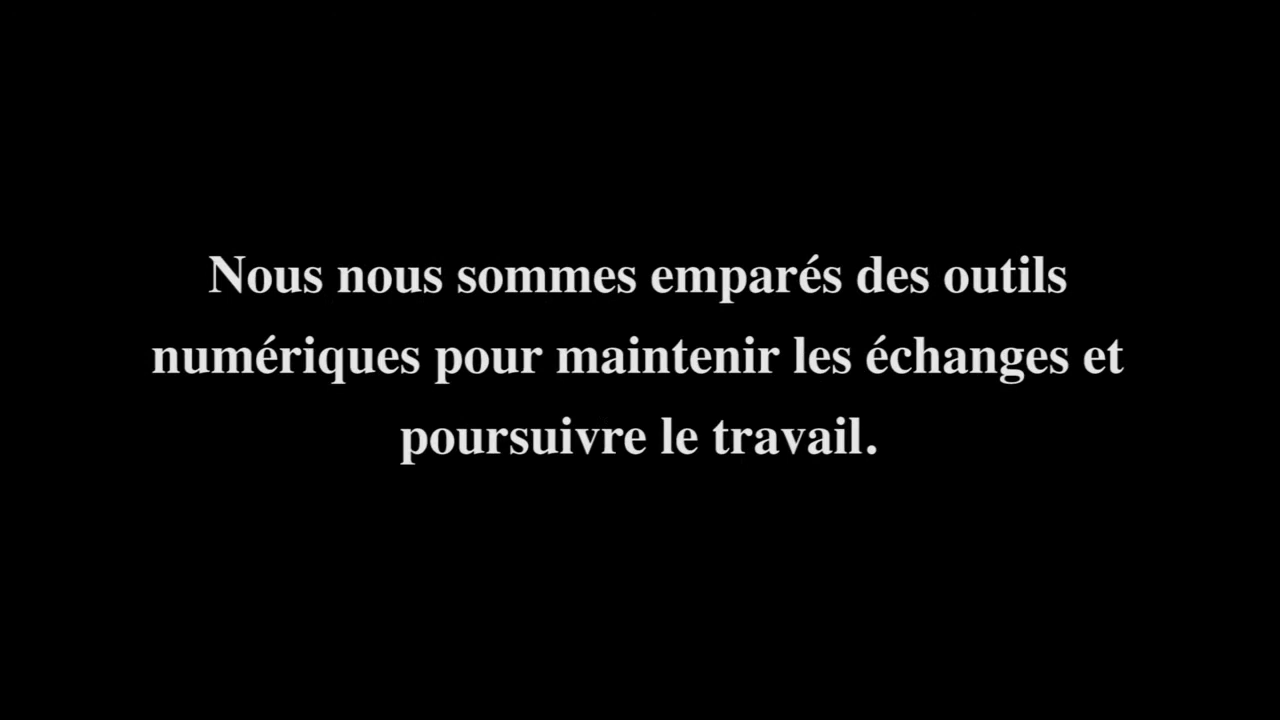 Nous nous sommes emparés des outils
numériques pour maintenir les échanges et
poursuivre le travail.